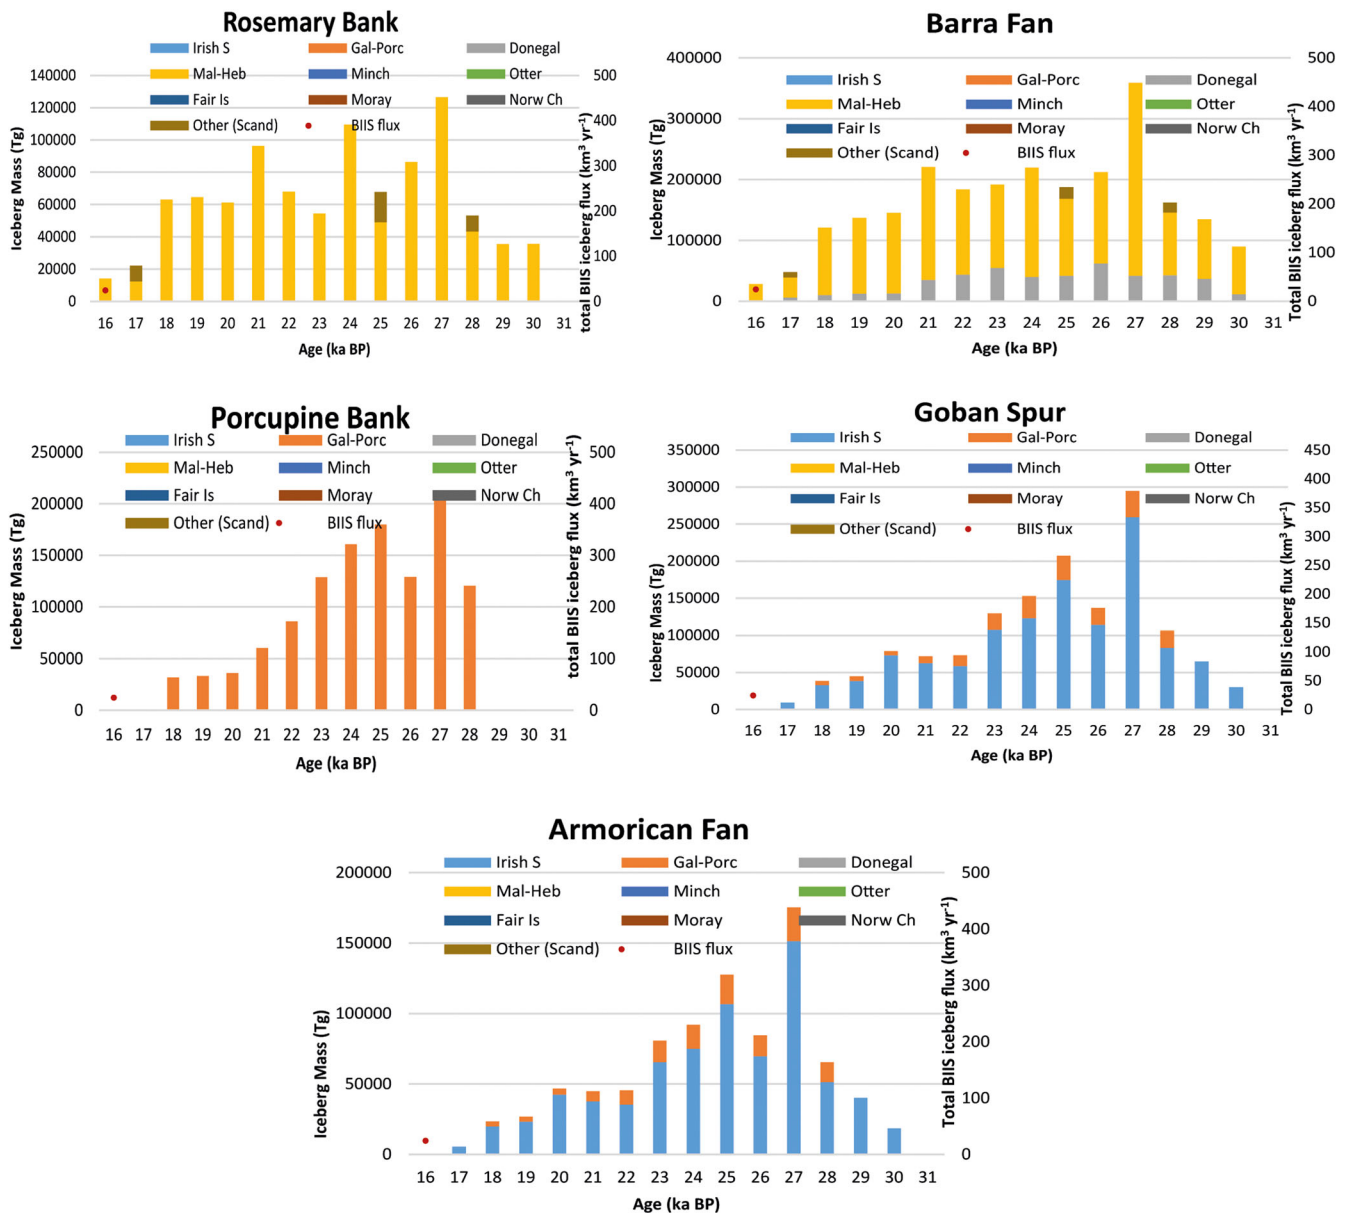 Rosemary Bank
Irish S Gal-Porc Donegal
Mal-Heb Minch Otter
Fair Is Moray Norw Ch
Other (Scand) BIIS flux
Iceberg Mass (Tg)
140000
120000
100000
80000
60000
40000
20000
0
500
400
300
200
100
0
total BIIS iceberg flux (km³ yr⁻¹)
16 17 18 19 20 21 22 23 24 25 26 27 28 29 30 31
Age (ka BP)
Barra Fan
Irish S Gal-Porc Donegal
Mal-Heb Minch Otter
Fair Is Moray Norw Ch
Other (Scand) BIIS flux
Iceberg Mass (Tg)
400000
300000
200000
100000
0
500
400
300
200
100
0
Total BIIS iceberg flux (km³ yr⁻¹)
16 17 18 19 20 21 22 23 24 25 26 27 28 29 30 31
Age (ka BP)
Porcupine Bank
Irish S Gal-Porc Donegal
Mal-Heb Minch Otter
Fair Is Moray Norw Ch
Other (Scand) BIIS flux
Iceberg Mass (Tg)
250000
200000
150000
100000
50000
0
500
400
300
200
100
0
total BIIS iceberg flux (km³ yr⁻¹)
16 17 18 19 20 21 22 23 24 25 26 27 28 29 30 31
Age (ka BP)
Goban Spur
Irish S Gal-Porc Donegal
Mal-Heb Minch Otter
Fair Is Moray Norw Ch
Other (Scand) BIIS flux
Iceberg Mass (Tg)
350000
300000
250000
200000
150000
100000
50000
0
450
400
350
300
250
200
150
100
50
0
Total BIIS iceberg flux (km³ yr⁻¹)
16 17 18 19 20 21 22 23 24 25 26 27 28 29 30 31
Age (ka BP)
Armorican Fan
Irish S Gal-Porc Donegal
Mal-Heb Minch Otter
Fair Is Moray Norw Ch
Other (Scand) BIIS flux
Iceberg Mass (Tg)
200000
150000
100000
50000
0
500
400
300
200
100
0
Total BIIS iceberg flux (km³ yr⁻¹)
16 17 18 19 20 21 22 23 24 25 26 27 28 29 30 31
Age (ka BP)